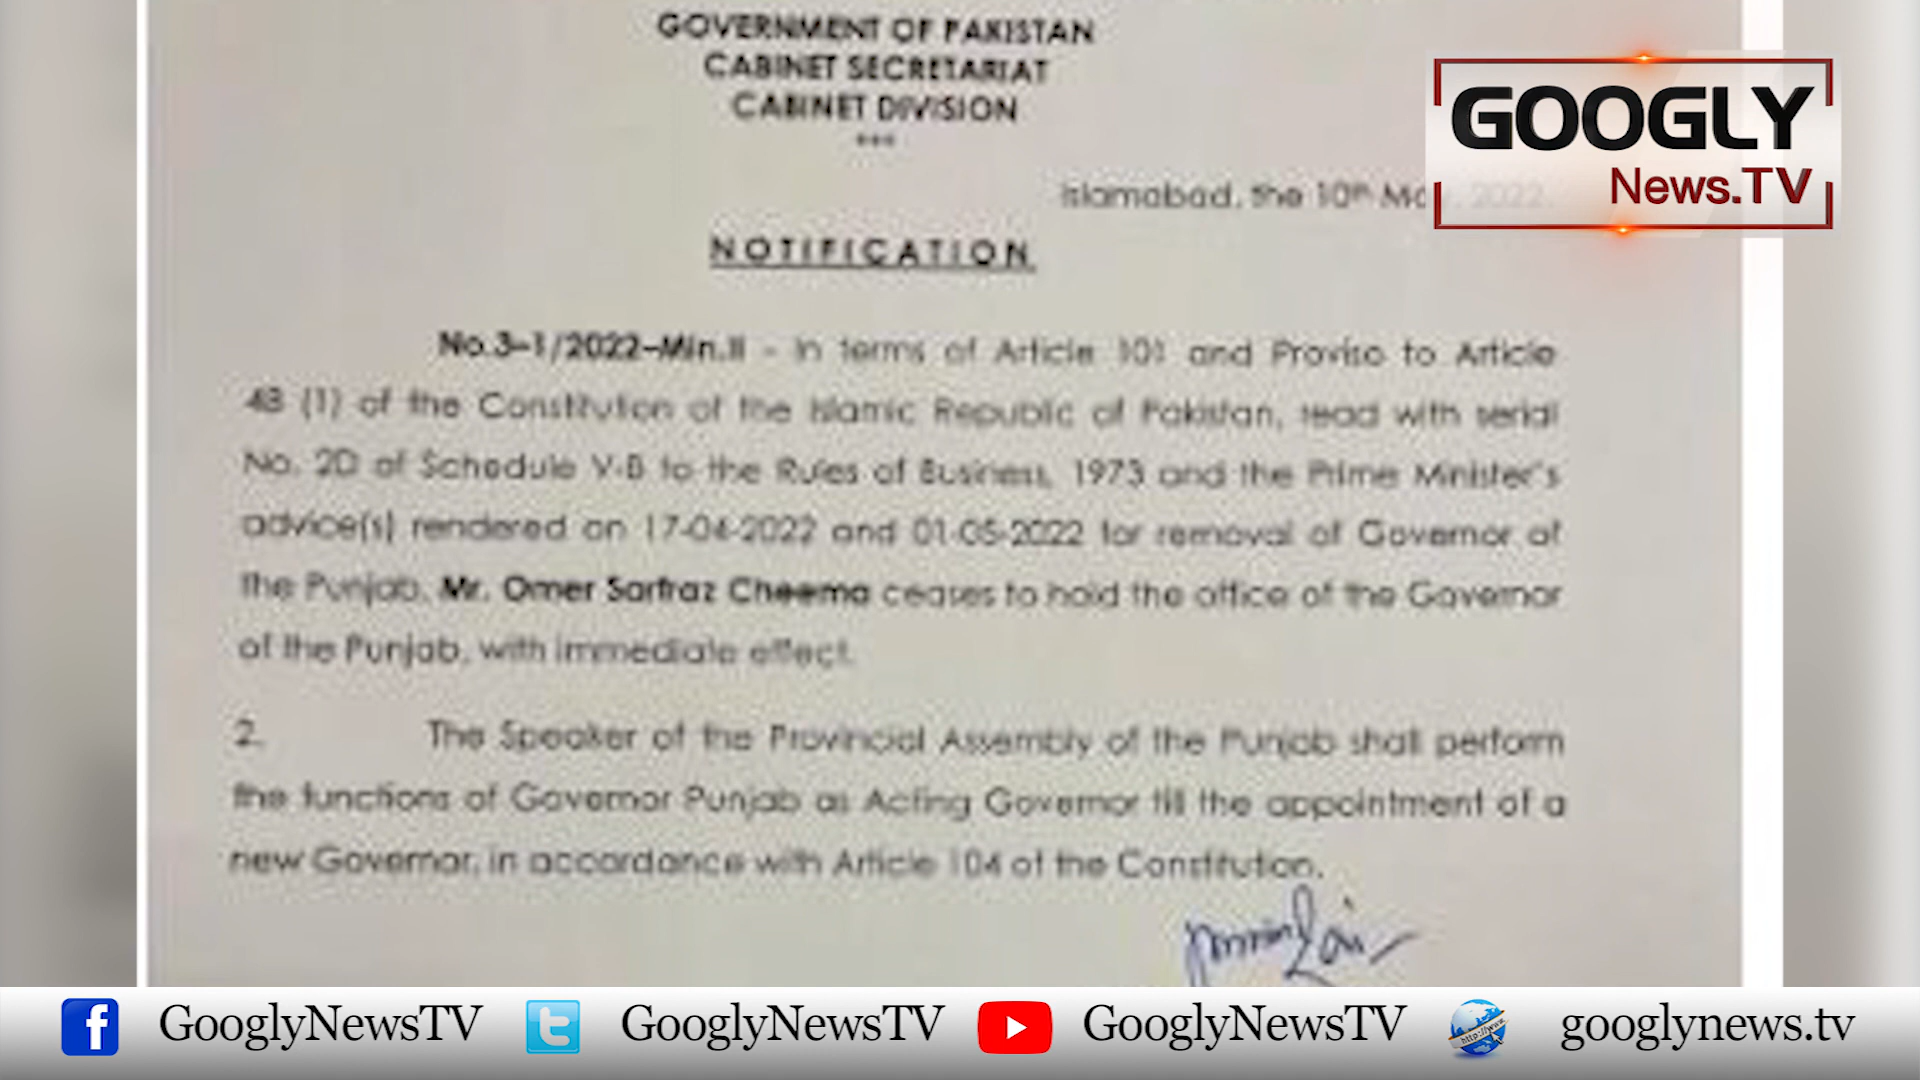 GOVERNMENT OF PAKISTAN
CABINET SECRETARIAT
CABINET DIVISION
***
GOOGLY
News.TV
Islamabad, the 10th May, 2022.
NOTIFICATION
No.3-1/2022-Min.II - In terms of Article 101 and Proviso to Article
48 (1) of the Constitution of the Islamic Republic of Pakistan, read with serial
No. 2D of Schedule V-B to the Rules of Business, 1973 and the Prime Minister's
advice(s) rendered on 17-04-2022 and 01-05-2022 for removal of Governor of
the Punjab, Mr. Omer Sarfraz Cheema ceases to hold the office of the Governor
of the Punjab, with immediate effect.
2. The Speaker of the Provincial Assembly of the Punjab shall perform
the functions of Governor Punjab as Acting Governor till the appointment of a
new Governor, in accordance with Article 104 of the Constitution.
GooglyNewsTV GooglyNewsTV GooglyNewsTV googlynews.tv